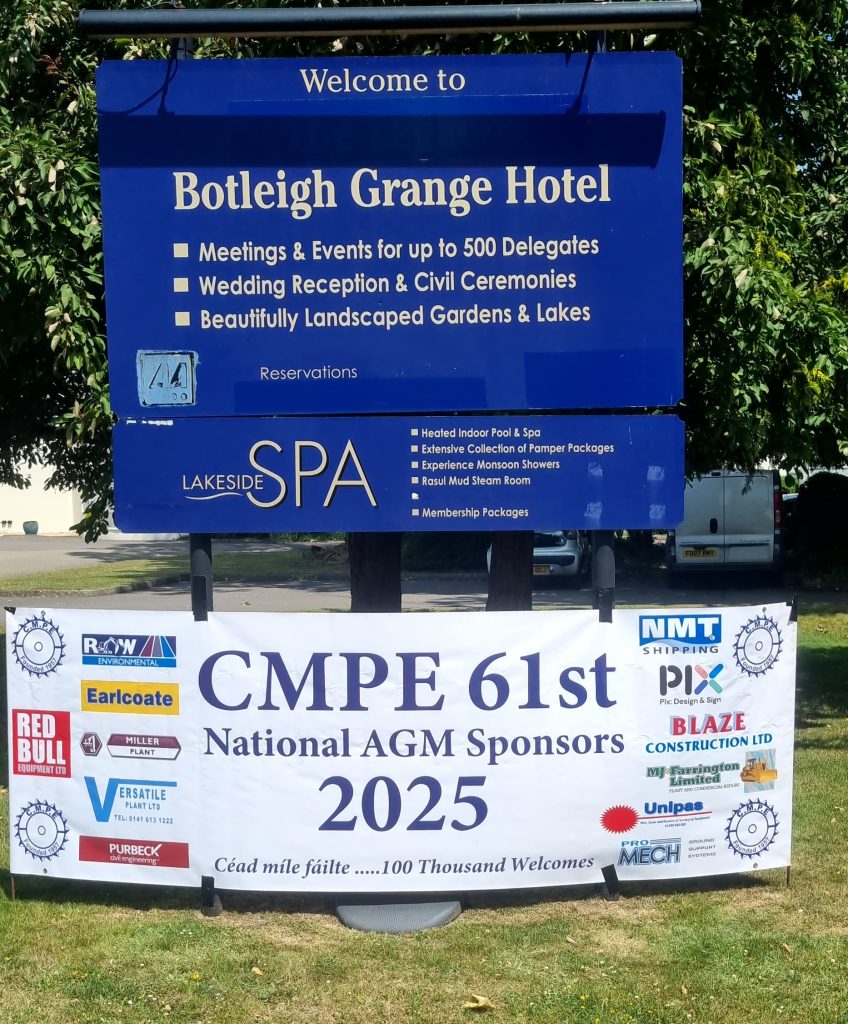 Welcome to
Botleigh Grange Hotel
Meetings & Events for up to 500 Delegates
Wedding Reception & Civil Ceremonies
Beautifully Landscaped Gardens & Lakes
AA
Reservations
LAKESIDE SPA
Heated Indoor Pool & Spa
Extensive Collection of Pamper Packages
Experience Monsoon Showers
Rasul Mud Steam Room
Membership Packages
FD07 RNY
C.M.P.E
ROW
ENVIRONMENTAL
Earlcoate
RED
BULL
EQUIPMENT LTD
MILLER
PLANT
VERSATILE
PLANT LTD
TEL: 0141 613 1222
C.M.P.E
PURBECK
civil engineering
CMPE 61st
National AGM Sponsors
2025
Céad míle fáilte .....100 Thousand Welcomes
NMT
SHIPPING
C.M.P.E
PIX
Pix: Design & Sign
BLAZE
CONSTRUCTION LTD
MJ Farrington
Limited
PLANT AND COMMERCIAL REPAIRS
Unipas
PRO
MECH
GROUND
SUPPORT
SYSTEMS
C.M.P.E